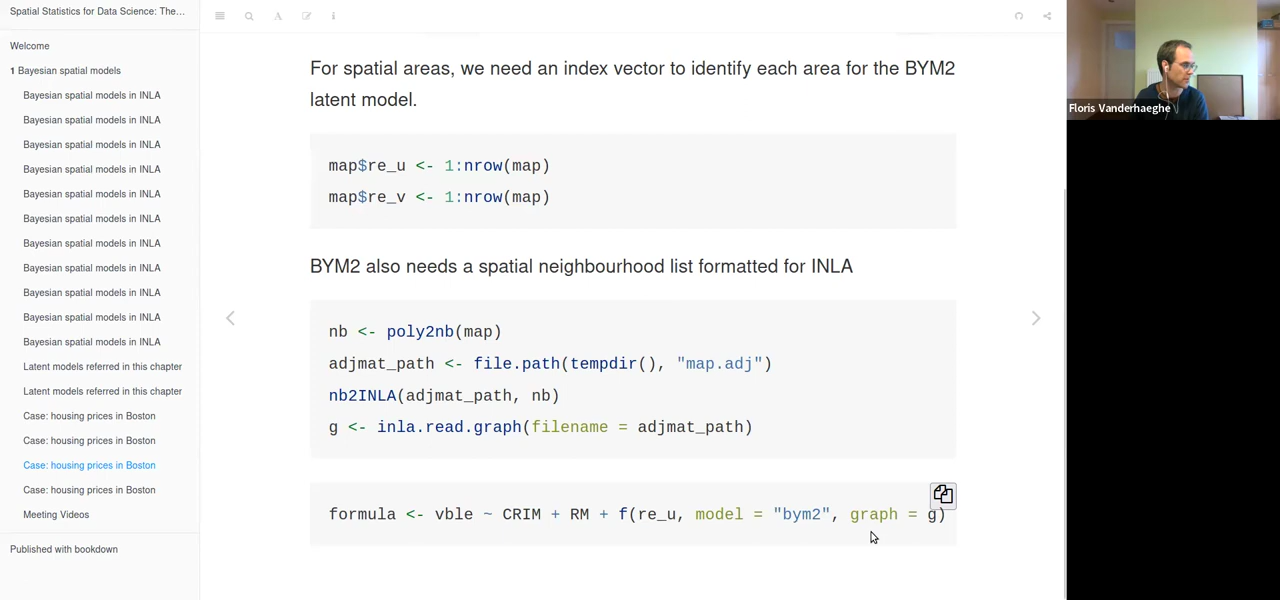 Spatial Statistics for Data Science: The…
Welcome
1 Bayesian spatial models
Bayesian spatial models in INLA
Bayesian spatial models in INLA
Bayesian spatial models in INLA
Bayesian spatial models in INLA
Bayesian spatial models in INLA
Bayesian spatial models in INLA
Bayesian spatial models in INLA
Bayesian spatial models in INLA
Bayesian spatial models in INLA
Bayesian spatial models in INLA
Bayesian spatial models in INLA
Latent models referred in this chapter
Latent models referred in this chapter
Case: housing prices in Boston
Case: housing prices in Boston
Case: housing prices in Boston
Case: housing prices in Boston
Meeting Videos
Published with bookdown
For spatial areas, we need an index vector to identify each area for the BYM2
latent model.
map$re_u <- 1:nrow(map)
map$re_v <- 1:nrow(map)
BYM2 also needs a spatial neighbourhood list formatted for INLA
nb <- poly2nb(map)
adjmat_path <- file.path(tempdir(), "map.adj")
nb2INLA(adjmat_path, nb)
g <- inla.read.graph(filename = adjmat_path)
formula <- vble ~ CRIM + RM + f(re_u, model = "bym2", graph = g)
Floris Vanderhaeghe